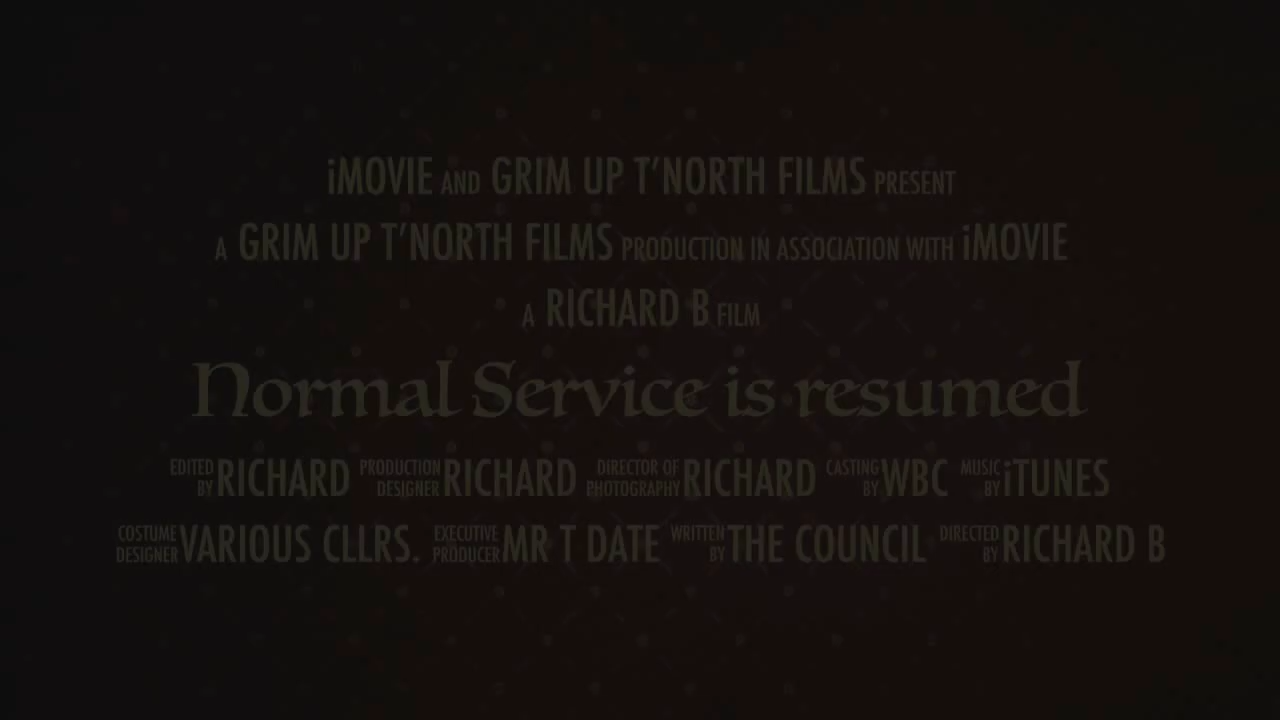 iMOVIE AND GRIM UP T'NORTH FILMS PRESENT
A GRIM UP T'NORTH FILMS PRODUCTION IN ASSOCIATION WITH iMOVIE
A RICHARD B FILM
Normal Service is resumed
EDITED BY RICHARD PRODUCTION DESIGNER RICHARD DIRECTOR OF PHOTOGRAPHY RICHARD CASTING BY WBC MUSIC BY iTUNES
COSTUME DESIGNER VARIOUS CLLRS. EXECUTIVE PRODUCER MR T DATE WRITTEN BY THE COUNCIL DIRECTED BY RICHARD B